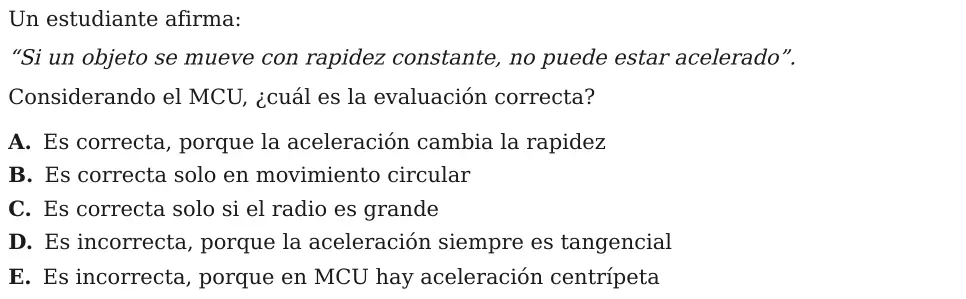 Un estudiante afirma:
“Si un objeto se mueve con rapidez constante, no puede estar acelerado”.
Considerando el MCU, ¿cuál es la evaluación correcta?
A. Es correcta, porque la aceleración cambia la rapidez
B. Es correcta solo en movimiento circular
C. Es correcta solo si el radio es grande
D. Es incorrecta, porque la aceleración siempre es tangencial
E. Es incorrecta, porque en MCU hay aceleración centrípeta